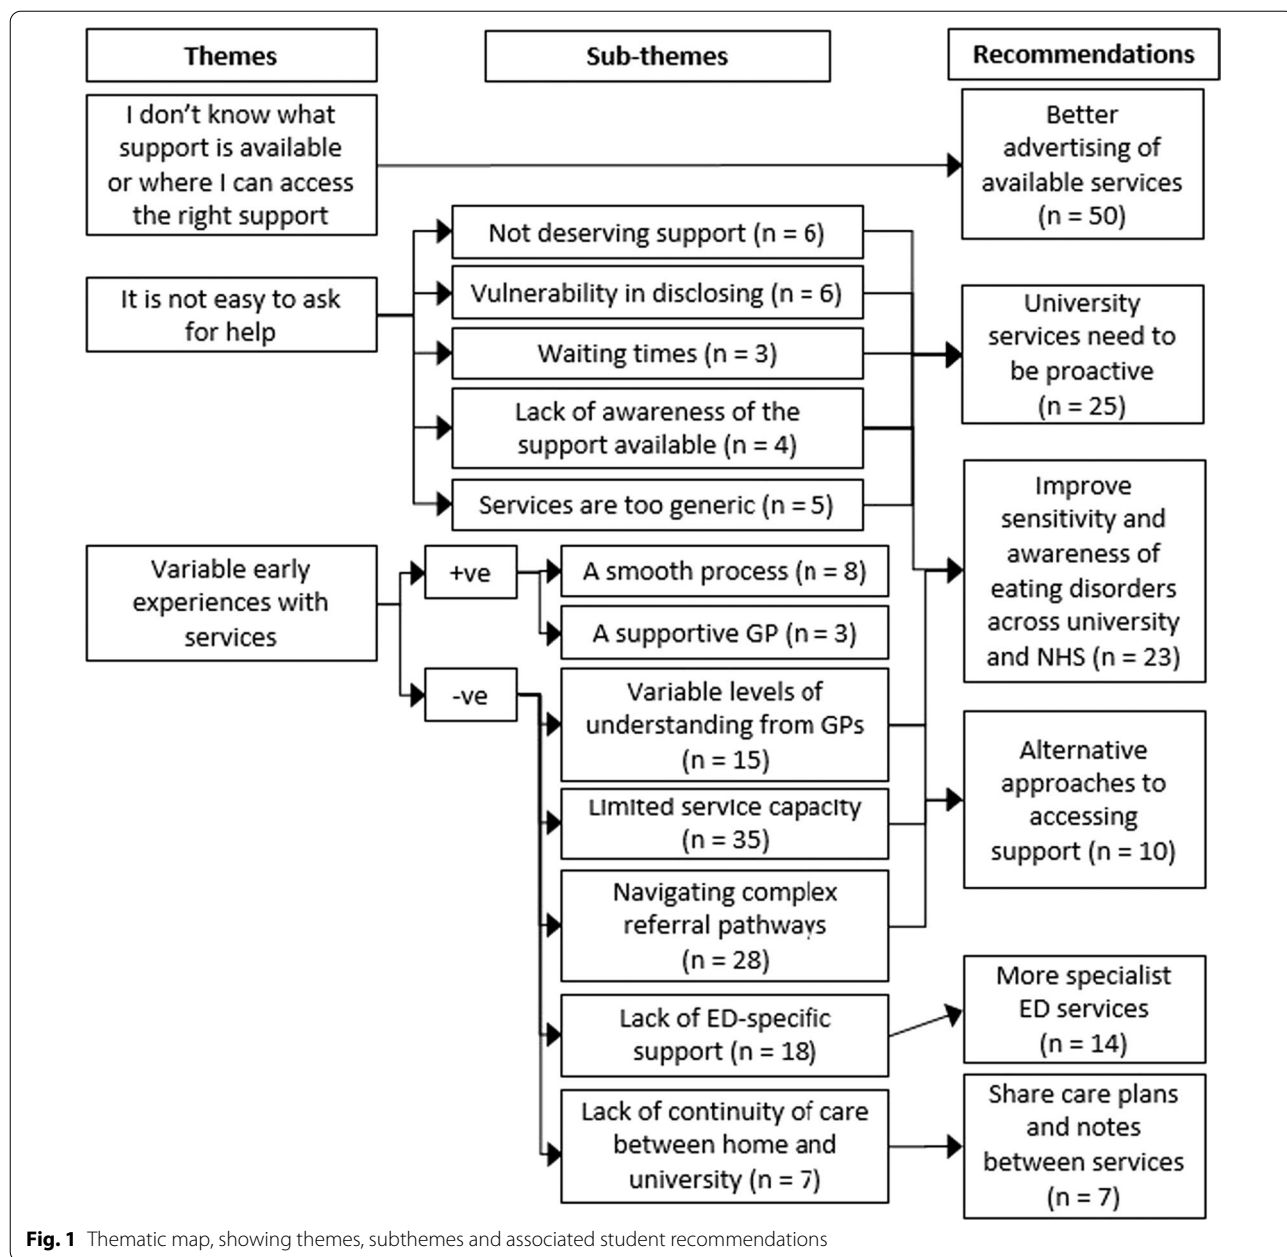 Themes
Sub-themes
Recommendations
I don't know what
support is available
or where I can access
the right support
Better
advertising of
available services
(n = 50)
It is not easy to ask
for help
Not deserving support (n = 6)
Vulnerability in disclosing (n = 6)
Waiting times (n = 3)
Lack of awareness of the
support available (n = 4)
Services are too generic (n = 5)
University
services need to
be proactive
(n = 25)
Improve
sensitivity and
awareness of
eating disorders
across university
and NHS (n = 23)
Variable early
experiences with
services
+ve
A smooth process (n = 8)
A supportive GP (n = 3)
-ve
Variable levels of
understanding from GPs
(n = 15)
Limited service capacity
(n = 35)
Navigating complex
referral pathways
(n = 28)
Lack of ED-specific
support (n = 18)
Lack of continuity of care
between home and
university (n = 7)
Alternative
approaches to
accessing
support (n = 10)
More specialist
ED services
(n = 14)
Share care plans
and notes
between services
(n = 7)
Fig. 1 Thematic map, showing themes, subthemes and associated student recommendations